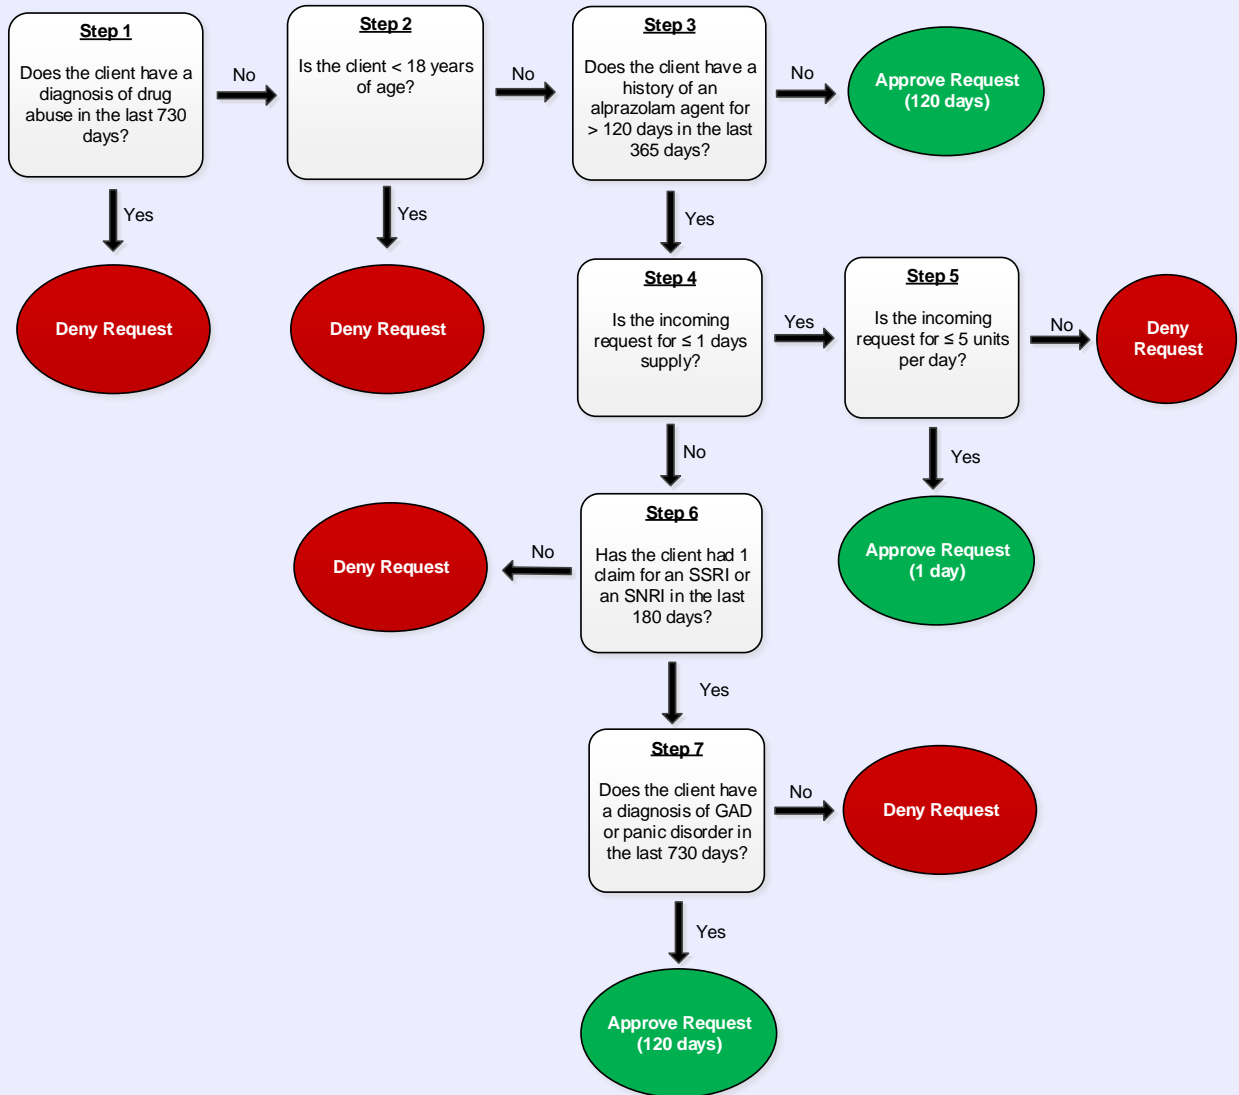 Step 1
Does the client have a
diagnosis of drug
abuse in the last 730
days?
No
Yes
Deny Request
Step 2
Is the client < 18 years
of age?
No
Yes
Deny Request
Step 3
Does the client have a
history of an
alprazolam agent for
> 120 days in the last
365 days?
No
Approve Request
(120 days)
Yes
Step 4
Is the incoming
request for ≤ 1 days
supply?
Yes
Step 5
Is the incoming
request for ≤ 5 units
per day?
No
Deny
Request
Yes
Approve Request
(1 day)
No
Step 6
Has the client had 1
claim for an SSRI or
an SNRI in the last
180 days?
No
Deny Request
Yes
Step 7
Does the client have
a diagnosis of GAD
or panic disorder in
the last 730 days?
No
Deny Request
Yes
Approve Request
(120 days)